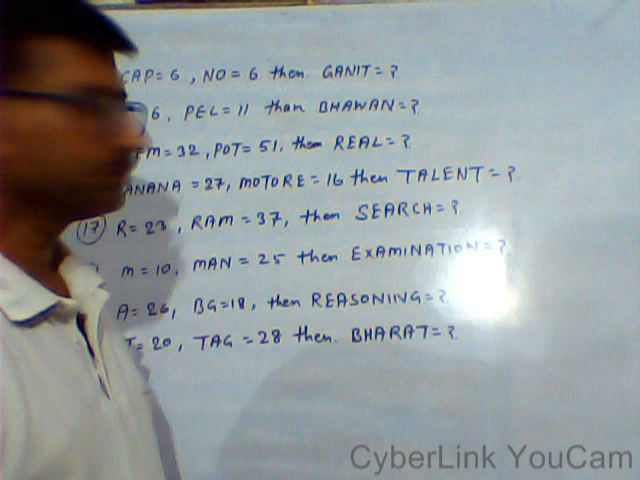 CAP= 6 , NO= 6 then GANIT= ?
6, PEL= 11 than BHAWAN= ?
M= 32 , POT= 51. then REAL= ?
ANANA = 27, MOTORE= 16 then TALENT= ?
17 R= 23 , RAM = 37, then SEARCH= ?
M= 10, MAN= 25 then EXAMINATION= ?
A= 26, BG=18, then REASONING= ?
T= 20, TAG = 28 then. BHARAT= ?
CyberLink YouCam